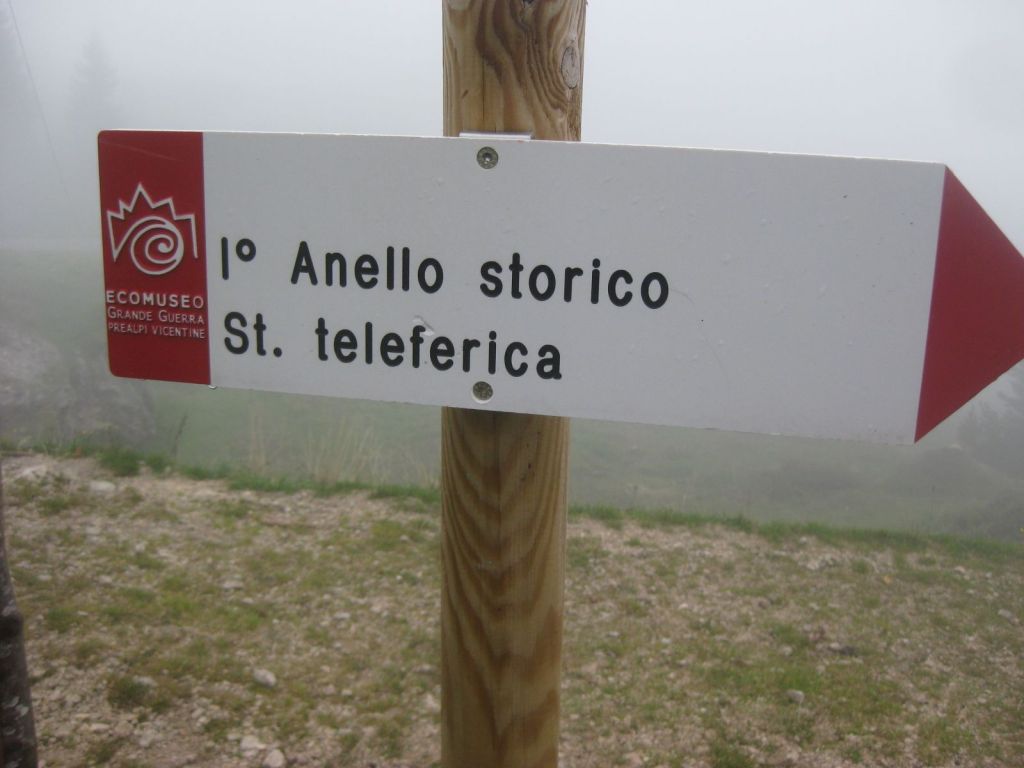 ECOMUSEO
GRANDE GUERRA
PREALPI VICENTINE
I° Anello storico
St. teleferica